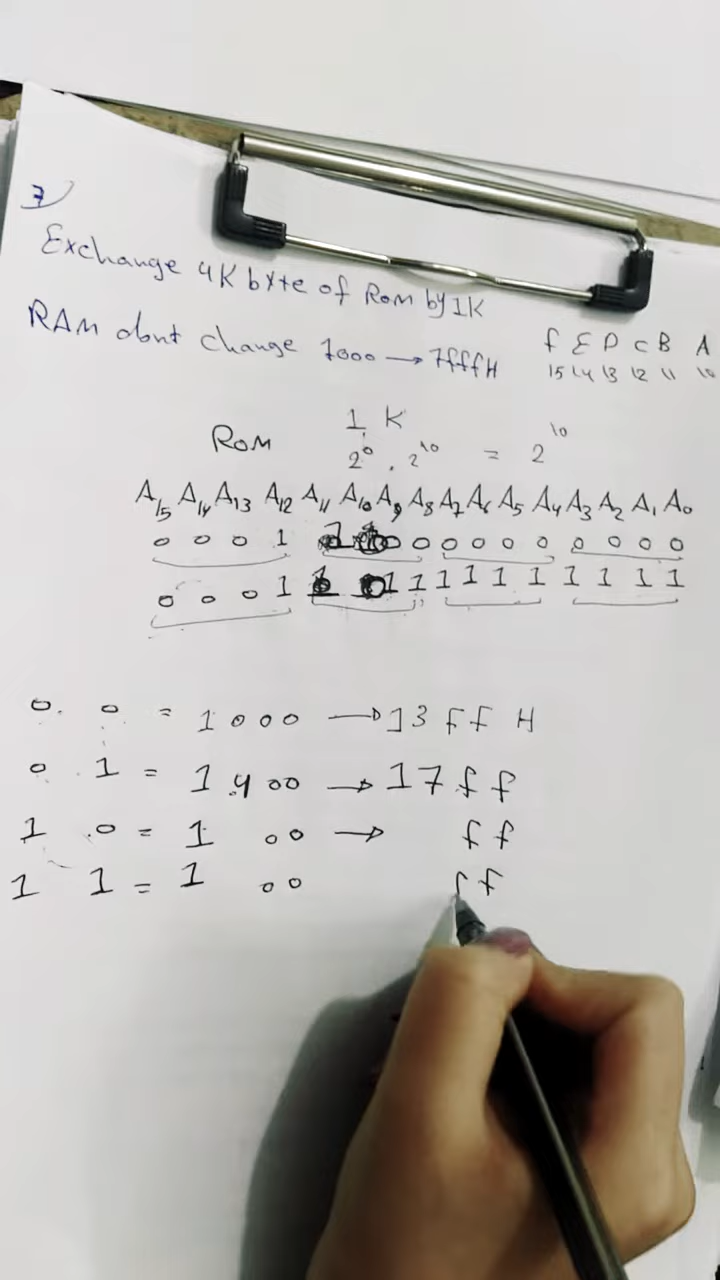 7)
Exchange 4K byte of Rom by 1K
RAM dont change 7000 → 7fffH
f E D C B A
15 14 13 12 11 10
Rom 1 K
2⁰ . 2¹⁰ = 2¹⁰
A₁₅ A₁₄ A₁₃ A₁₂ A₁₁ A₁₀ A₉ A₈ A₇ A₆ A₅ A₄ A₃ A₂ A₁ A₀
0 0 0 1 0 0 0 0 0 0 0 0 0
0 0 0 1 1 1 1 1 1 1 1 1 1 1
0 . 0 = 1000 → 13ffH
0 1 = 1400 → 17ff
1 .0 = 1 00 → ff
1 1 = 1 00 ff